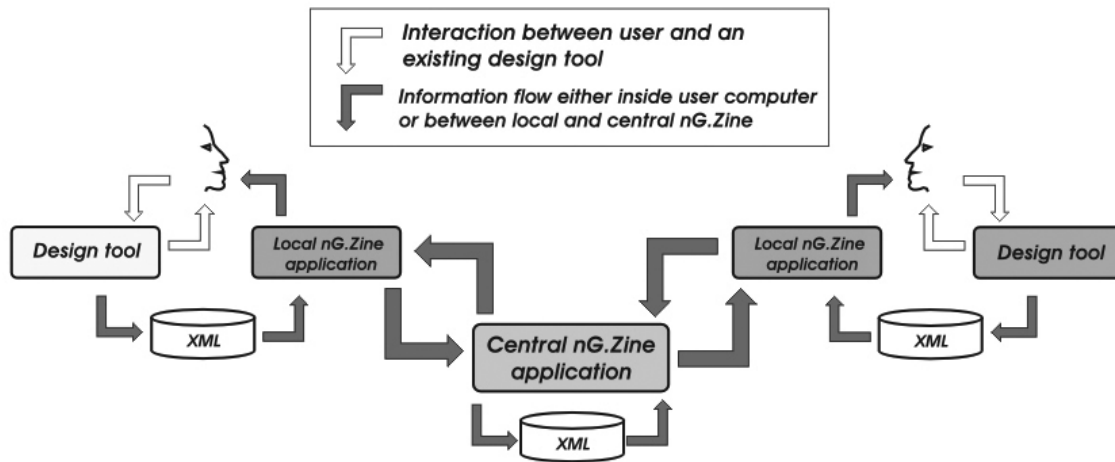 Interaction between user and an
existing design tool
Information flow either inside user computer
or between local and central nG.Zine
Design tool
Local nG.Zine
application
Local nG.Zine
application
Design tool
XML
Central nG.Zine
application
XML
XML